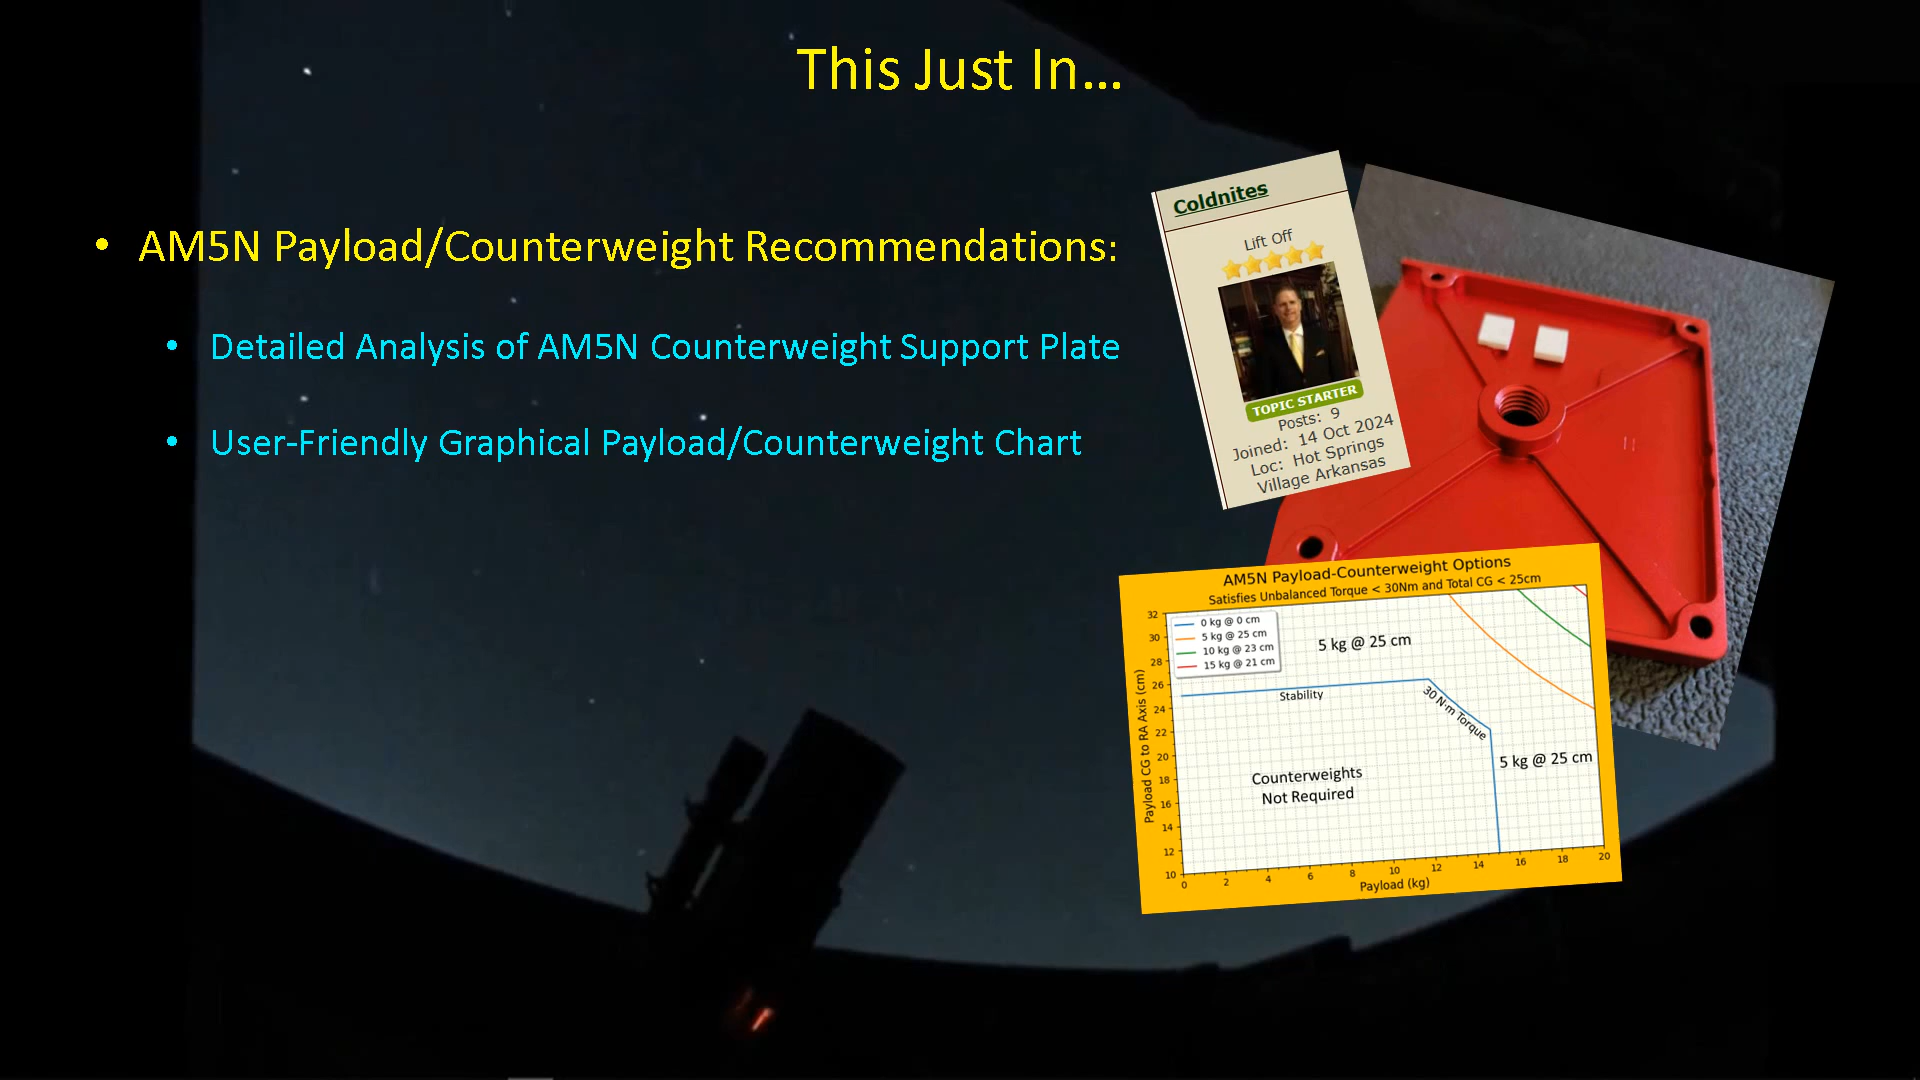 This Just In...
• AM5N Payload/Counterweight Recommendations:
• Detailed Analysis of AM5N Counterweight Support Plate
• User-Friendly Graphical Payload/Counterweight Chart
Coldnites
Lift Off
TOPIC STARTER
Posts: 9
Joined: 14 Oct 2024
Loc: Hot Springs
Village Arkansas
AM5N Payload-Counterweight Options
Satisfies Unbalanced Torque < 30Nm and Total CG < 25cm
0 kg @ 0 cm
5 kg @ 25 cm
10 kg @ 23 cm
15 kg @ 21 cm
5 kg @ 25 cm
Stability
30 N·m Torque
5 kg @ 25 cm
Counterweights
Not Required
Payload CG to RA Axis (cm)
32
30
28
26
24
22
20
18
16
14
12
10
0 2 4 6 8 10 12 14 16 18 20
Payload (kg)